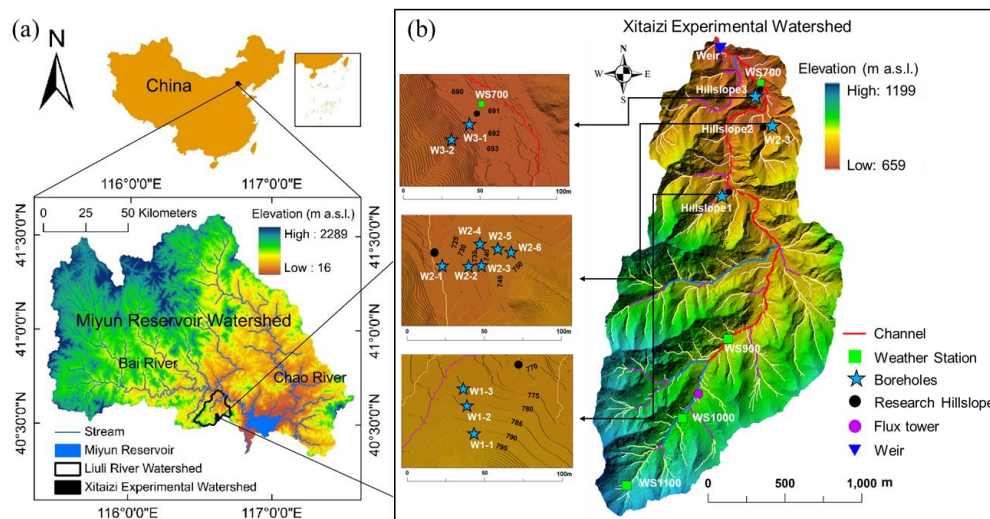 (a)
N
China
116°0'0"E
117°0'0"E
0
25
50 Kilometers
Elevation (m a.s.l.)
High : 2289
Low : 16
41°30'0"N
41°0'0"N
40°30'0"N
41°30'0"N
41°0'0"N
40°30'0"N
Miyun Reservoir Watershed
Bai River
Chao River
Stream
Miyun Reservoir
Liuli River Watershed
Xitaizi Experimental Watershed
116°0'0"E
117°0'0"E
(b)
Xitaizi Experimental Watershed
N
W
E
S
690
WS700
691
W3-1
692
W3-2
693
0
50
100m
W2-4
W2-5
W2-6
725
730
735
740
745
750
W2-1
W2-2
W2-3
0
50
100m
770
W1-3
775
W1-2
780
785
W1-1
790
795
0
50
100m
Weir
WS700
Hillslope3
Hillslope2
W2-3
Hillslope1
WS900
WS1000
WS1100
Elevation (m a.s.l.)
High: 1199
Low: 659
Channel
Weather Station
Boreholes
Research Hillslope
Flux tower
Weir
0
500
1,000 m